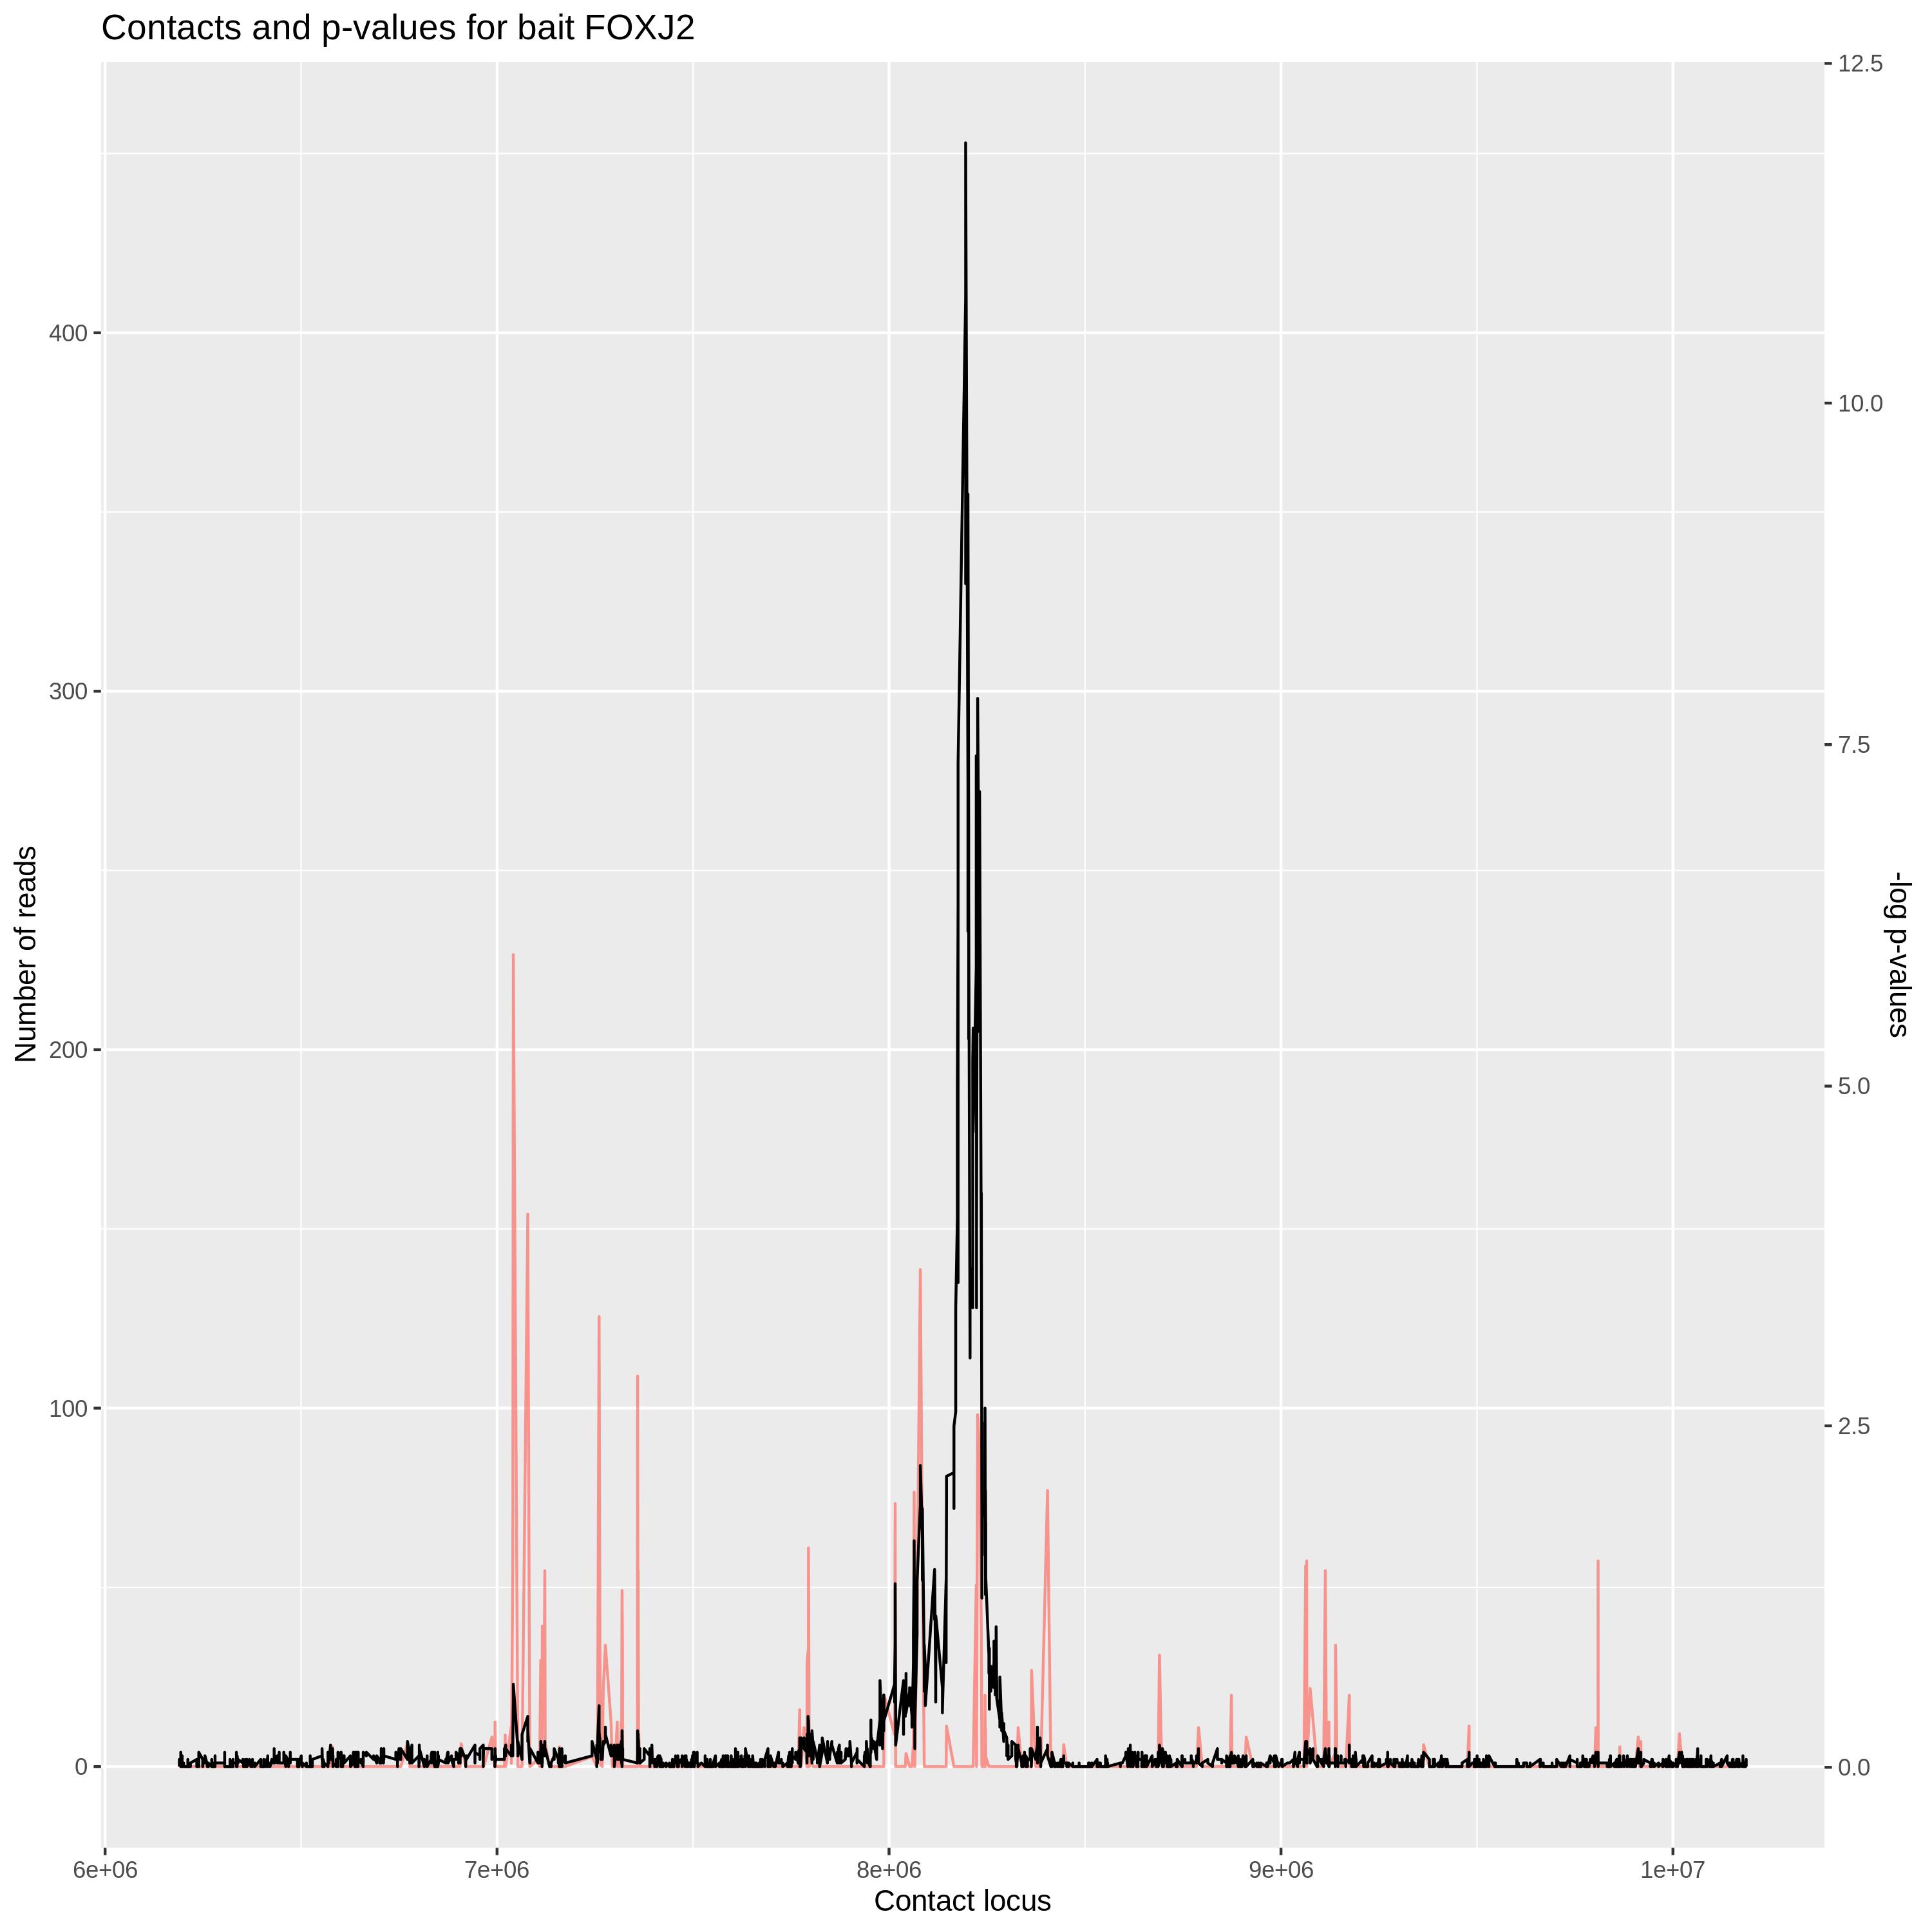 Contacts and p-values for bait FOXJ2
Number of reads
400
300
200
100
0
12.5
10.0
7.5
5.0
2.5
0.0
-log p-values
6e+06
7e+06
8e+06
9e+06
1e+07
Contact locus